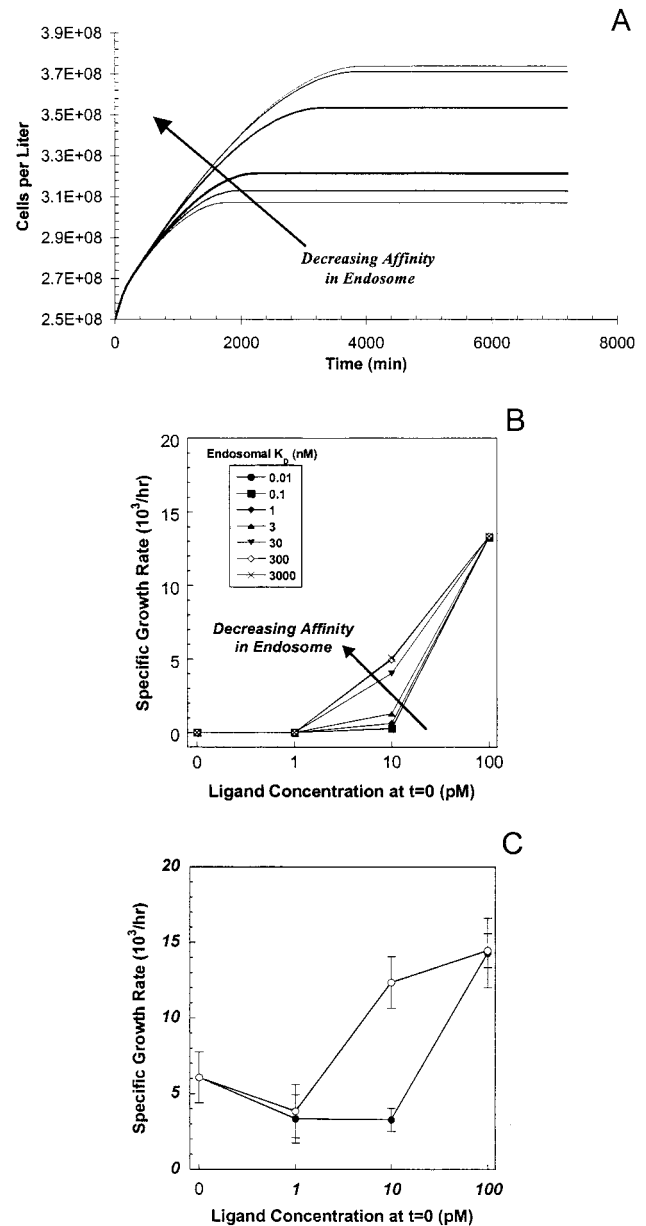 A
3.9E+08
3.7E+08
3.5E+08
3.3E+08
3.1E+08
2.9E+08
2.7E+08
2.5E+08
Cells per Liter
Decreasing Affinity
in Endosome
0 2000 4000 6000 8000
Time (min)
B
20
15
10
5
0
Specific Growth Rate (10³/hr)
Endosomal K_D (nM)
0.01
0.1
1
3
30
300
3000
Decreasing Affinity
in Endosome
0 1 10 100
Ligand Concentration at t=0 (pM)
C
20
15
10
5
0
Specific Growth Rate (10³/hr)
0 1 10 100
Ligand Concentration at t=0 (pM)